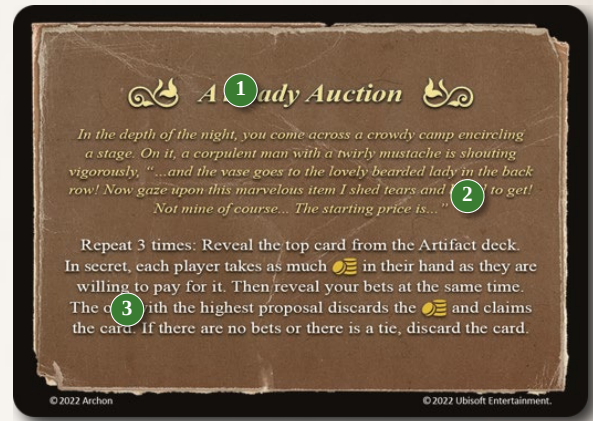 A
ady Auction
1
In the depth of the night, you come across a crowdy camp encircling
a stage. On it, a corpulent man with a twirly mustache is shouting
vigorously, “...and the vase goes to the lovely bearded lady in the back
row! Now gaze upon this marvelous item I shed tears and to get!
2
Not mine of course... The starting price is...”
Repeat 3 times: Reveal the top card from the Artifact deck.
In secret, each player takes as much in their hand as they are
willing to pay for it. Then reveal your bets at the same time.
The with the highest proposal discards the and claims
3
the card. If there are no bets or there is a tie, discard the card.
© 2022 Archon
© 2022 Ubisoft Entertainment.